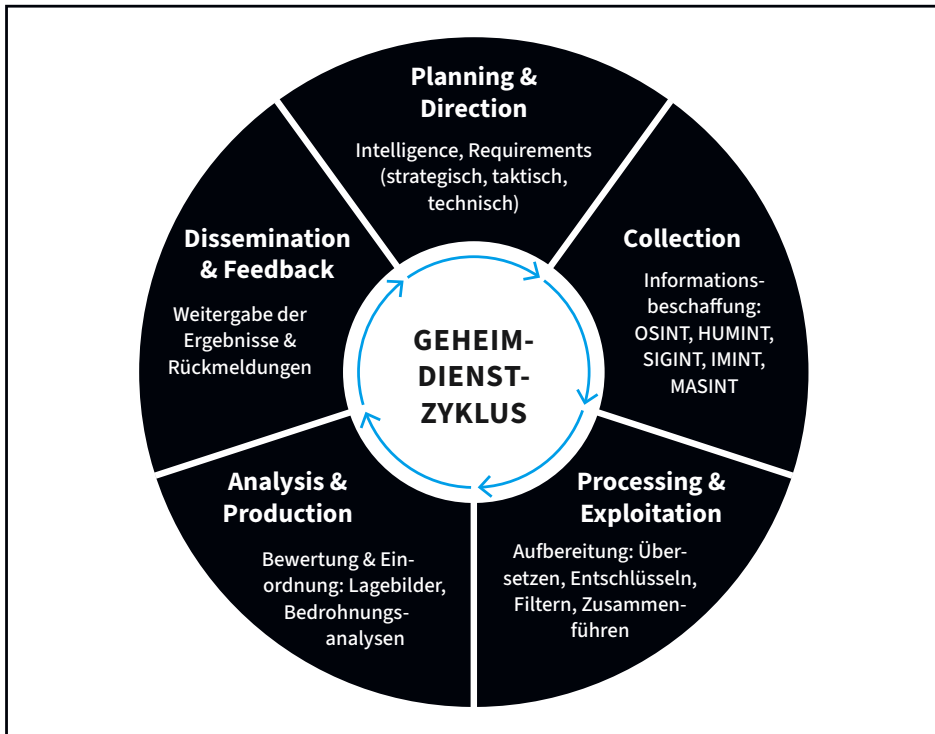 Planning &
Direction
Intelligence, Requirements
(strategisch, taktisch,
technisch)
Collection
Informations-
beschaffung:
OSINT, HUMINT,
SIGINT, IMINT,
MASINT
Processing &
Exploitation
Aufbereitung: Über-
setzen, Entschlüsseln,
Filtern, Zusammen-
führen
Analysis &
Production
Bewertung & Ein-
ordnung: Lagebilder,
Bedrohnungs-
analysen
Dissemination
& Feedback
Weitergabe der
Ergebnisse &
Rückmeldungen
GEHEIM-
DIENST-
ZYKLUS